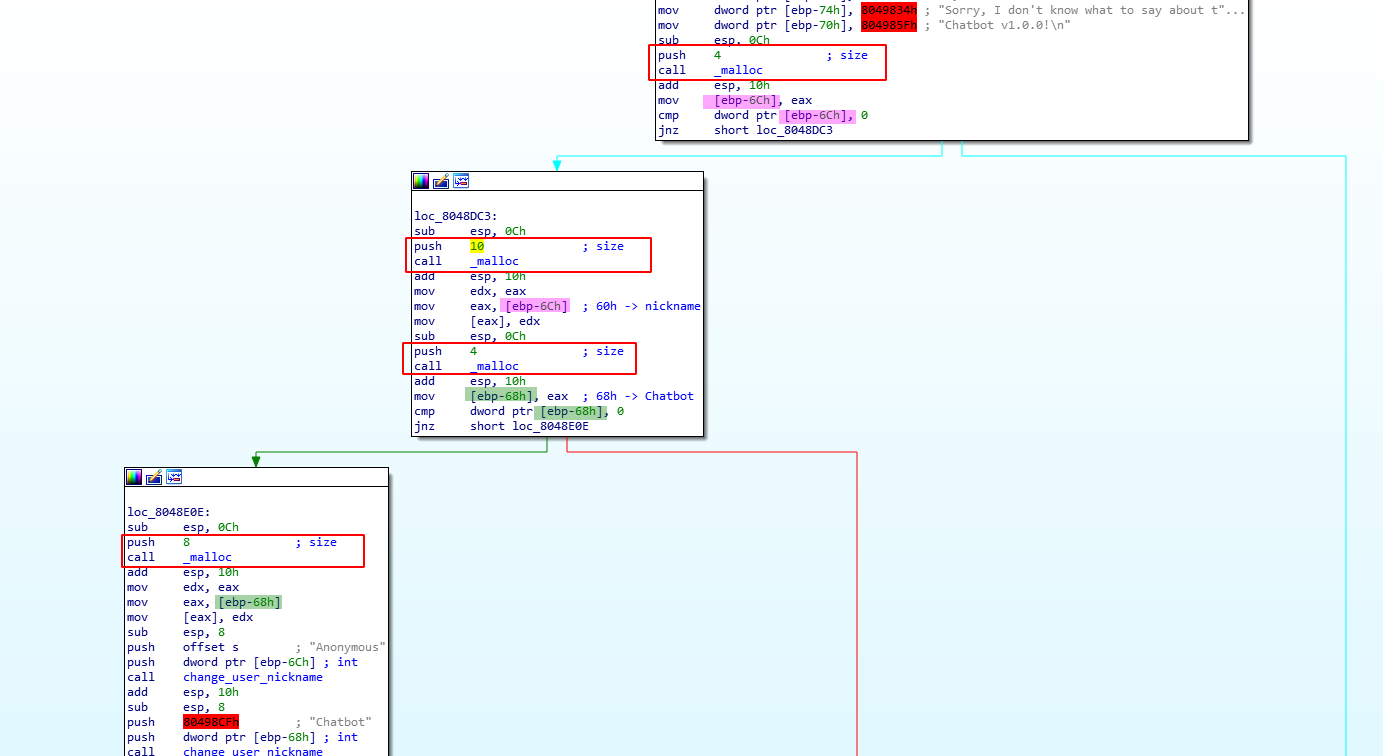 mov dword ptr [ebp-74h], 8049834h ; "Sorry, I don't know what to say about t"...
mov dword ptr [ebp-70h], 804985Fh ; "Chatbot v1.0.0!\n"
sub esp, 0Ch
push 4 ; size
call _malloc
add esp, 10h
mov [ebp-6Ch], eax
cmp dword ptr [ebp-6Ch], 0
jnz short loc_8048DC3
loc_8048DC3:
sub esp, 0Ch
push 10 ; size
call _malloc
add esp, 10h
mov edx, eax
mov eax, [ebp-6Ch] ; 60h -> nickname
mov [eax], edx
sub esp, 0Ch
push 4 ; size
call _malloc
add esp, 10h
mov [ebp-68h], eax ; 68h -> Chatbot
cmp dword ptr [ebp-68h], 0
jnz short loc_8048E0E
loc_8048E0E:
sub esp, 0Ch
push 8 ; size
call _malloc
add esp, 10h
mov edx, eax
mov eax, [ebp-68h]
mov [eax], edx
sub esp, 8
push offset s ; "Anonymous"
push dword ptr [ebp-6Ch] ; int
call change_user_nickname
add esp, 10h
sub esp, 8
push 80498CFh ; "Chatbot"
push dword ptr [ebp-68h] ; int
call change_user_nickname